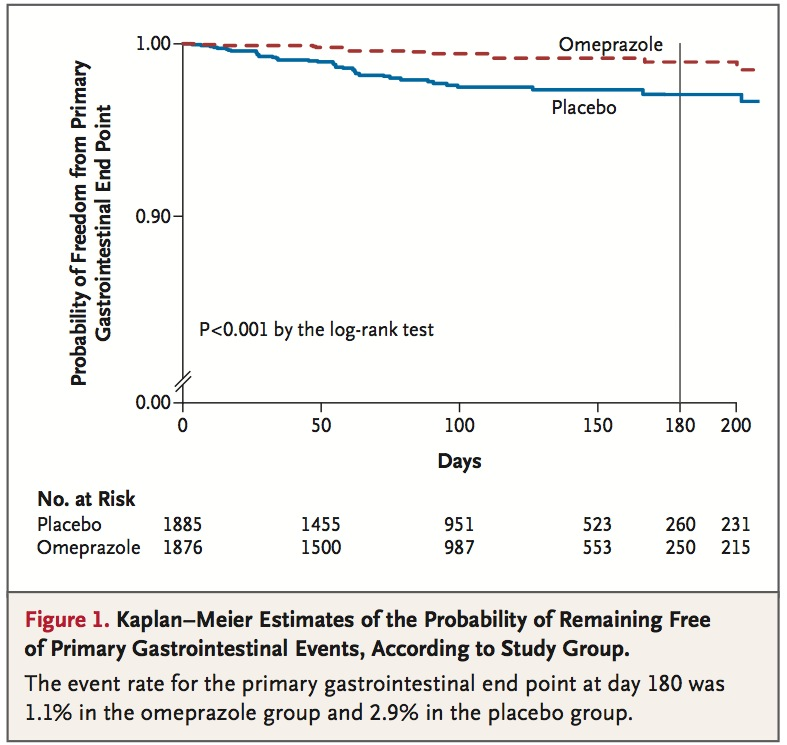 Probability of Freedom from Primary
Gastrointestinal End Point
1.00
0.90
0.00
Omeprazole
Placebo
P<0.001 by the log-rank test
0 50 100 150 180 200
Days
No. at Risk
Placebo 1885 1455 951 523 260 231
Omeprazole 1876 1500 987 553 250 215
Figure 1. Kaplan–Meier Estimates of the Probability of Remaining Free
of Primary Gastrointestinal Events, According to Study Group.
The event rate for the primary gastrointestinal end point at day 180 was
1.1% in the omeprazole group and 2.9% in the placebo group.